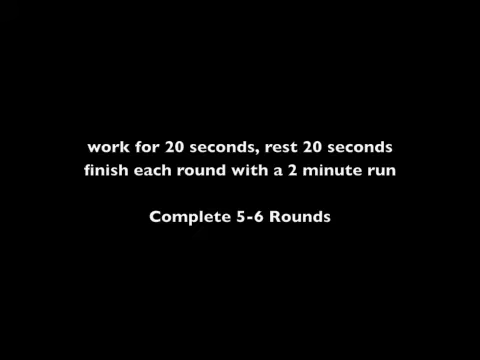 work for 20 seconds, rest 20 seconds
finish each round with a 2 minute run
Complete 5-6 Rounds